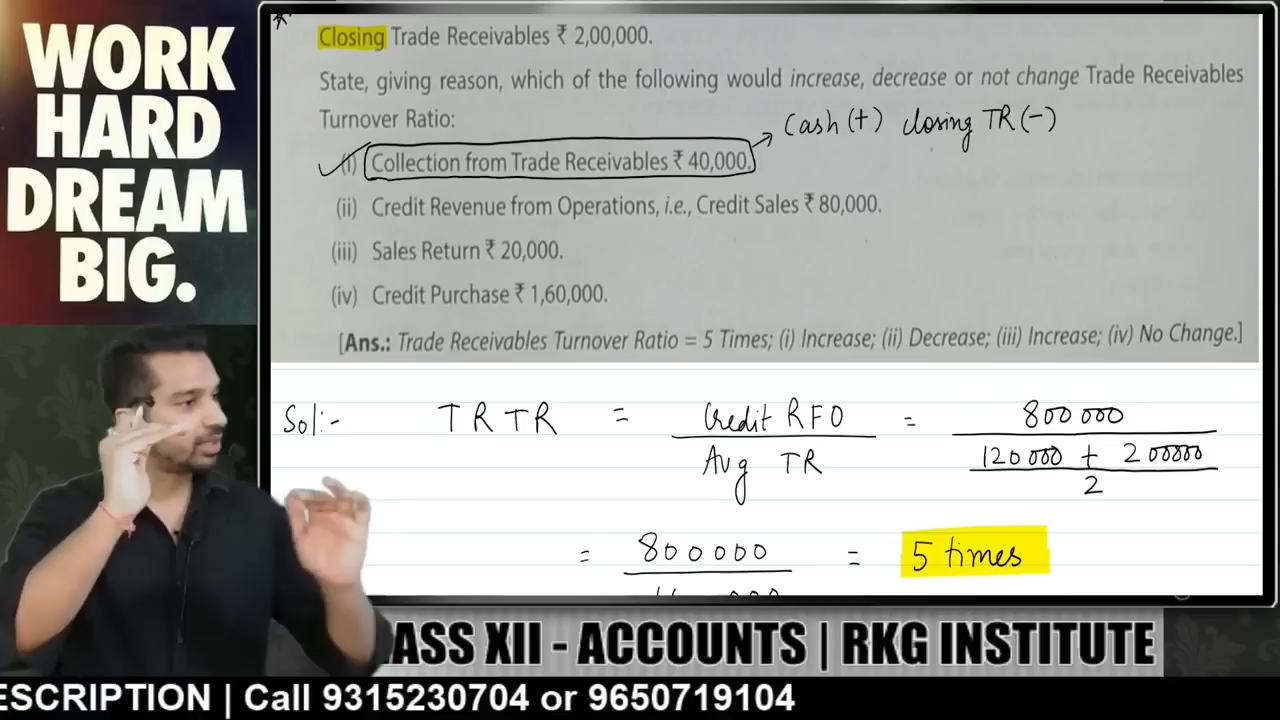 WORK
HARD
DREAM
BIG.
Closing Trade Receivables ₹ 2,00,000.
State, giving reason, which of the following would increase, decrease or not change Trade Receivables
Turnover Ratio:
Cash (+) closing TR (-)
(i) Collection from Trade Receivables ₹ 40,000.
(ii) Credit Revenue from Operations, i.e., Credit Sales ₹ 80,000.
(iii) Sales Return ₹ 20,000.
(iv) Credit Purchase ₹ 1,60,000.
[Ans.: Trade Receivables Turnover Ratio = 5 Times; (i) Increase; (ii) Decrease; (iii) Increase; (iv) No Change.]
Sol:- TRTR = Credit RFO = 800000
Avg TR 120000 + 200000
2
= 800000 = 5 times
ASS XII - ACCOUNTS | RKG INSTITUTE
ESCRIPTION | Call 9315230704 or 9650719104